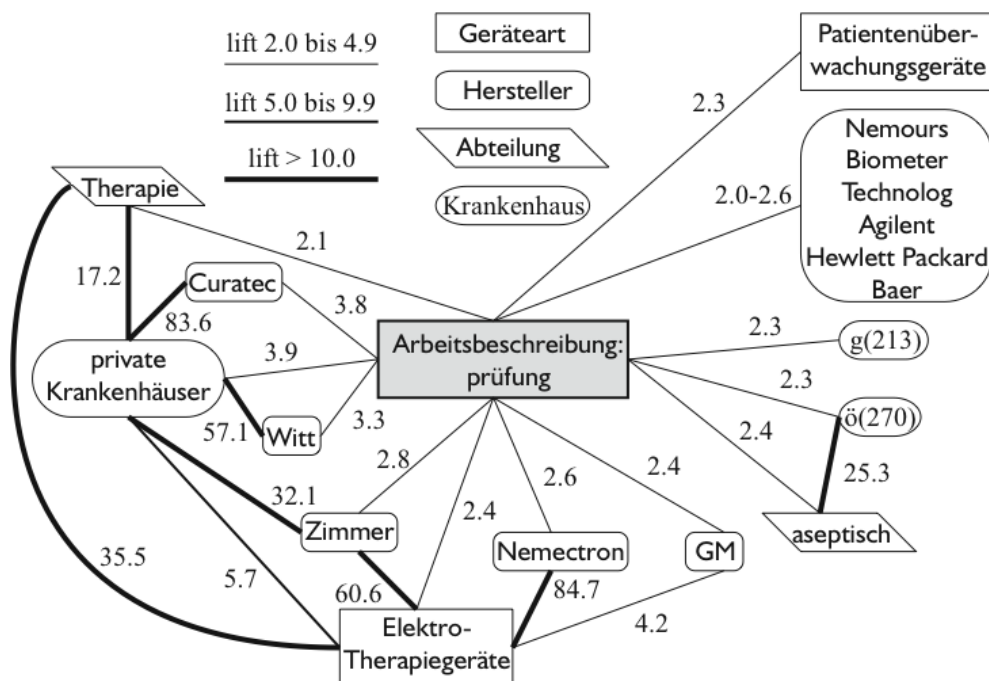 lift 2.0 bis 4.9
Geräteart
Patientenüber-
wachungsgeräte
lift 5.0 bis 9.9
Hersteller
2.3
lift > 10.0
Abteilung
Nemours
Biometer
Technolog
Agilent
Hewlett Packard
Baer
Therapie
Krankenhaus
2.0-2.6
2.1
17.2
Curatec
83.6
3.8
private
Krankenhäuser
3.9
Arbeitsbeschreibung:
prüfung
2.3
g(213)
2.3
57.1
Witt
3.3
2.4
ö(270)
25.3
2.8
32.1
2.4
2.6
2.4
Zimmer
Nemectron
GM
aseptisch
35.5
5.7
60.6
84.7
4.2
Elektro-
Therapiegeräte